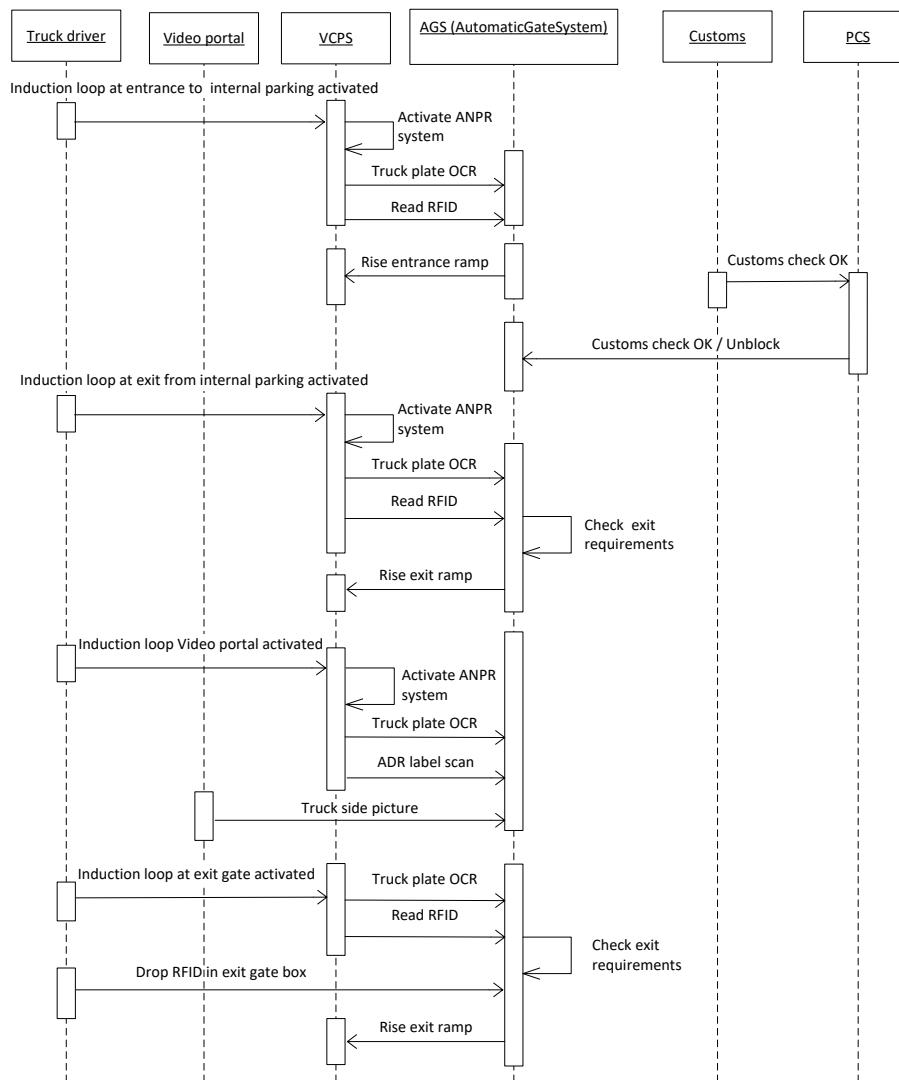 Truck driver
Video portal
VCPS
AGS (AutomaticGateSystem)
Customs
PCS
Induction loop at entrance to internal parking activated
Activate ANPR
system
Truck plate OCR
Read RFID
Rise entrance ramp
Customs check OK
Customs check OK / Unblock
Induction loop at exit from internal parking activated
Activate ANPR
system
Truck plate OCR
Read RFID
Check exit
requirements
Rise exit ramp
Induction loop Video portal activated
Activate ANPR
system
Truck plate OCR
ADR label scan
Truck side picture
Induction loop at exit gate activated
Truck plate OCR
Read RFID
Check exit
requirements
Drop RFID in exit gate box
Rise exit ramp